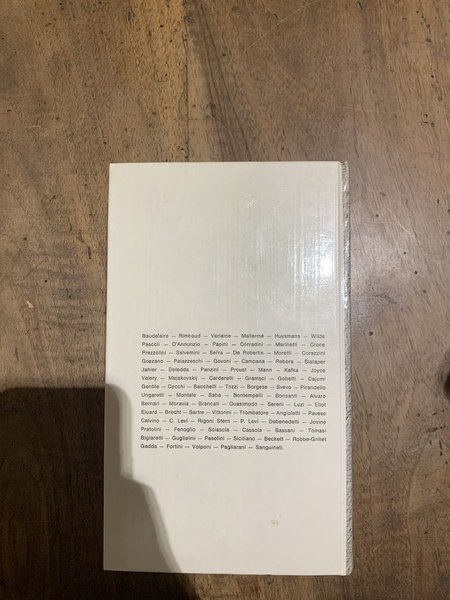 Baudelaire — Rimbaud — Verlaine — Mallarmé — Huysmans — Wilde
Pascoli — D'Annunzio — Papini — Corradini — Marinetti — Croce
Prezzolini — Salvemini — Serra — De Robertis — Moretti — Corazzini
Gozzano — Palazzeschi — Govoni — Campana — Rebora — Slataper
Jahier — Deledda — Panzini — Proust — Mann — Kafka — Joyce
Valery — Majakovskij — Cardarelli — Gramsci — Gobetti — Cajumi
Gentile — Cecchi — Bacchelli — Tozzi — Borgese — Svevo — Pirandello
Ungaretti — Montale — Saba — Bontempelli — Bonsanti — Alvaro
Bernari — Moravia — Brancati — Quasimodo — Sereni — Luzi — Eliot
Eluard — Brecht — Sartre — Vittorini — Trombatore — Angioletti — Pavese
Calvino — C. Levi — Rigoni Stern — P. Levi — Debenedetti — Jovine
Pratolini — Fenoglio — Sciascia — Cassola — Bassani — Tomasi
Bigiaretti — Guglielmi — Pasolini — Siciliano — Beckett — Robbe-Grillet
Gadda — Fortini — Volponi — Pagliarani — Sanguineti.